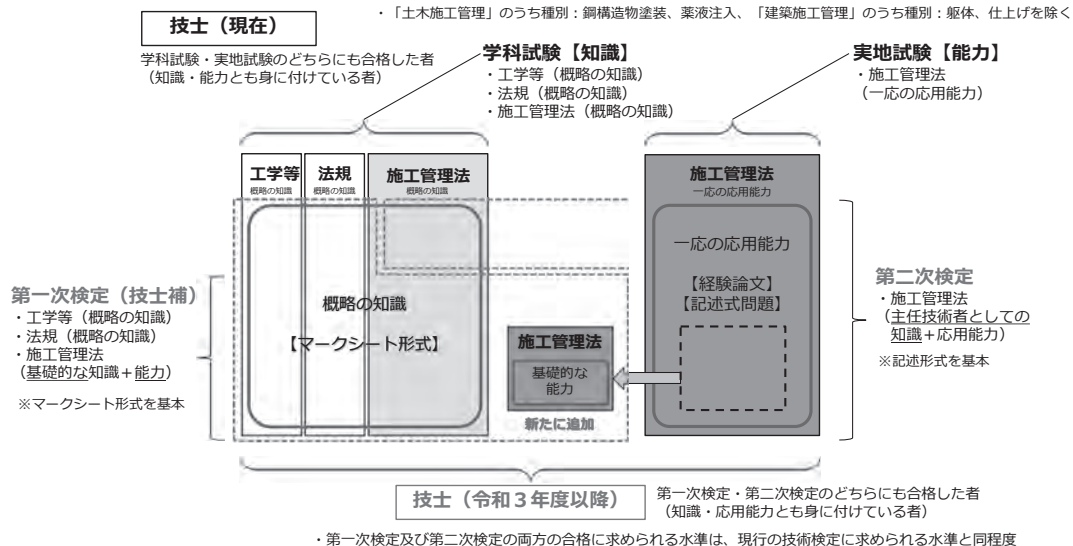 ・「土木施工管理」のうち種別：鋼構造物塗装、薬液注入、「建築施工管理」のうち種別：躯体、仕上げを除く
技士（現在）
学科試験・実地試験のどちらにも合格した者
（知識・能力とも身に付けている者）
学科試験【知識】
・工学等（概略の知識）
・法規（概略の知識）
・施工管理法（概略の知識）
実地試験【能力】
・施工管理法
（一応の応用能力）
工学等
概略の知識
法規
概略の知識
施工管理法
概略の知識
施工管理法
一応の応用能力
一応の応用能力
【経験論文】
【記述式問題】
概略の知識
【マークシート形式】
施工管理法
基礎的な
能力
新たに追加
第一次検定（技士補）
・工学等（概略の知識）
・法規（概略の知識）
・施工管理法
（基礎的な知識＋能力）
※マークシート形式を基本
第二次検定
・施工管理法
（主任技術者としての
知識＋応用能力）
※記述形式を基本
技士（令和３年度以降）
第一次検定・第二次検定のどちらにも合格した者
（知識・応用能力とも身に付けている者）
・第一次検定及び第二次検定の両方の合格に求められる水準は、現行の技術検定に求められる水準と同程度